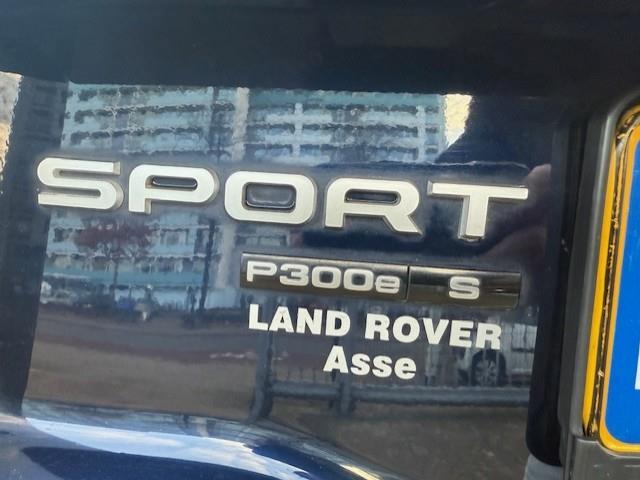 SPORT
P300e S
LAND ROVER
Asse